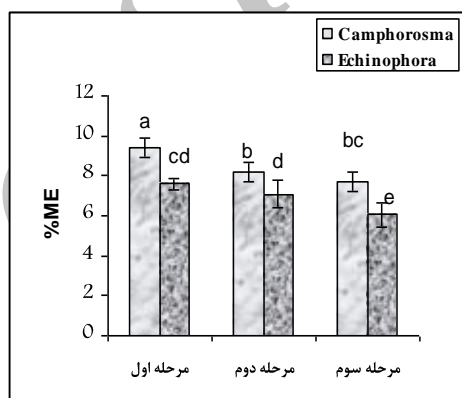 Camphorosma
Echinophora
%ME
12
10
8
6
4
2
0
a
cd
b
d
bc
e
مرحله اول
مرحله دوم
مرحله سوم